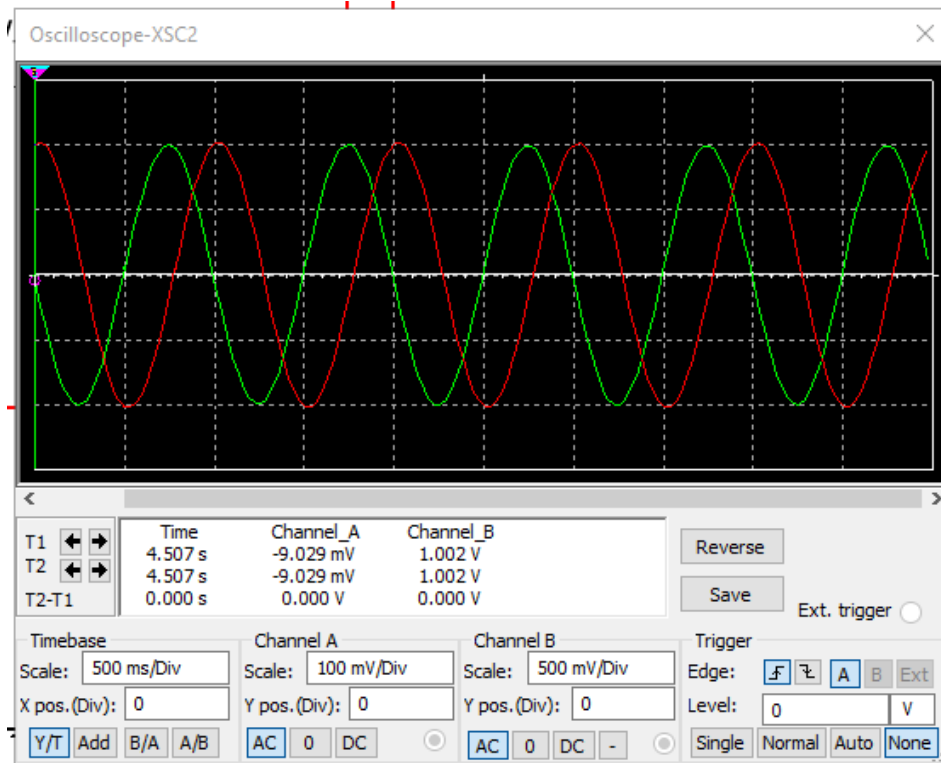 Oscilloscope-XSC2
Time Channel_A Channel_B
T1 4.507 s -9.029 mV 1.002 V
T2 4.507 s -9.029 mV 1.002 V
T2-T1 0.000 s 0.000 V 0.000 V
Reverse
Save
Ext. trigger
Timebase
Scale: 500 ms/Div
X pos.(Div): 0
Y/T Add B/A A/B
Channel A
Scale: 100 mV/Div
Y pos.(Div): 0
AC 0 DC
Channel B
Scale: 500 mV/Div
Y pos.(Div): 0
AC 0 DC -
Trigger
Edge: A B Ext
Level: 0 V
Single Normal Auto None